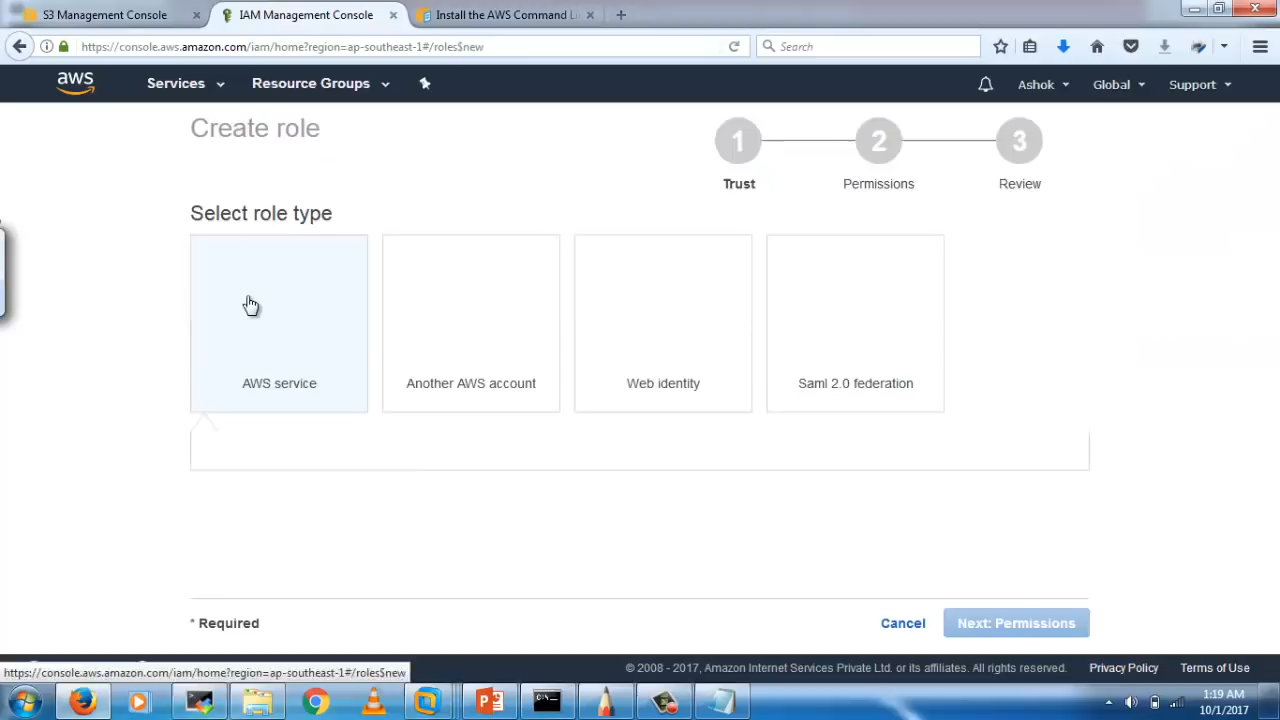 S3 Management Console
IAM Management Console
Install the AWS Command Li
https://console.aws.amazon.com/iam/home?region=ap-southeast-1#/roles$new
Search
aws
Services
Resource Groups
Ashok
Global
Support
Create role
1
2
3
Trust
Permissions
Review
Select role type
AWS service
Another AWS account
Web identity
Saml 2.0 federation
* Required
Cancel
Next: Permissions
https://console.aws.amazon.com/iam/home?region=ap-southeast-1#/roles$new
© 2008 - 2017, Amazon Internet Services Private Ltd. or its affiliates. All rights reserved.
Privacy Policy
Terms of Use
1:19 AM
10/1/2017